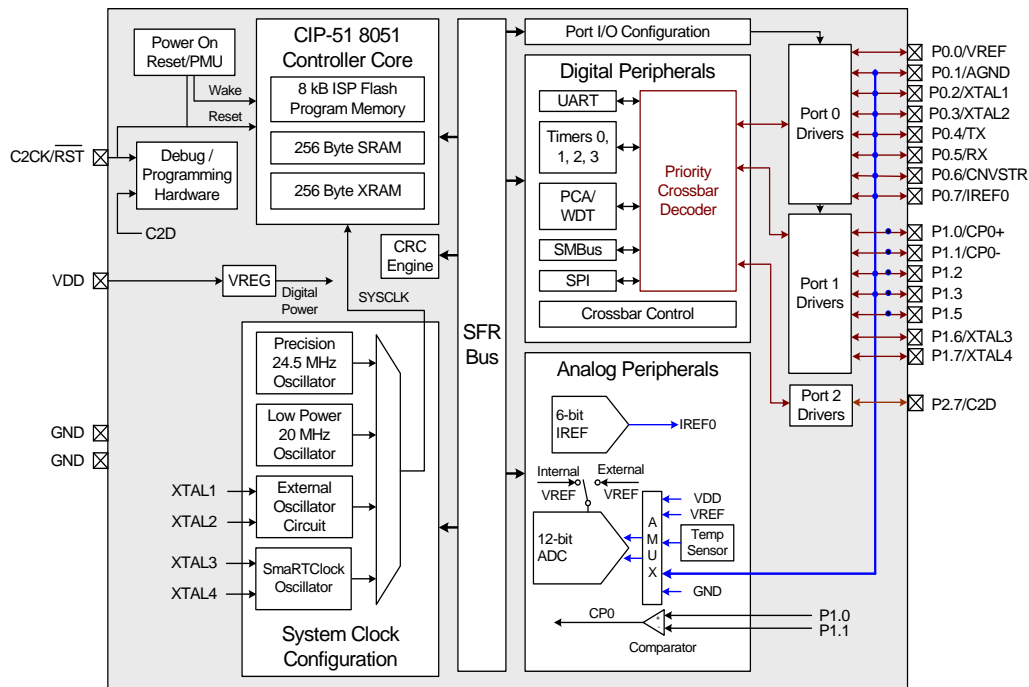 Power On
Reset/PMU
Wake
Reset
C2CK/RST
Debug /
Programming
Hardware
C2D
VDD
VREG
Digital
Power
GND
GND
CIP-51 8051
Controller Core
8 kB ISP Flash
Program Memory
256 Byte SRAM
256 Byte XRAM
CRC
Engine
SYSCLK
Precision
24.5 MHz
Oscillator
Low Power
20 MHz
Oscillator
XTAL1
XTAL2
External
Oscillator
Circuit
XTAL3
XTAL4
SmaRTClock
Oscillator
System Clock
Configuration
SFR
Bus
Port I/O Configuration
Digital Peripherals
UART
Timers 0,
1, 2, 3
PCA/
WDT
SMBus
SPI
Priority
Crossbar
Decoder
Crossbar Control
Analog Peripherals
6-bit
IREF
IREF0
Internal
VREF
External
VREF
12-bit
ADC
A
M
U
X
VDD
VREF
Temp
Sensor
GND
CP0
+
-
Comparator
P1.0
P1.1
Port 0
Drivers
Port 1
Drivers
Port 2
Drivers
P0.0/VREF
P0.1/AGND
P0.2/XTAL1
P0.3/XTAL2
P0.4/TX
P0.5/RX
P0.6/CNV/STR
P0.7/IREF0
P1.0/CP0+
P1.1/CP0-
P1.2
P1.3
P1.5
P1.6/XTAL3
P1.7/XTAL4
P2.7/C2D